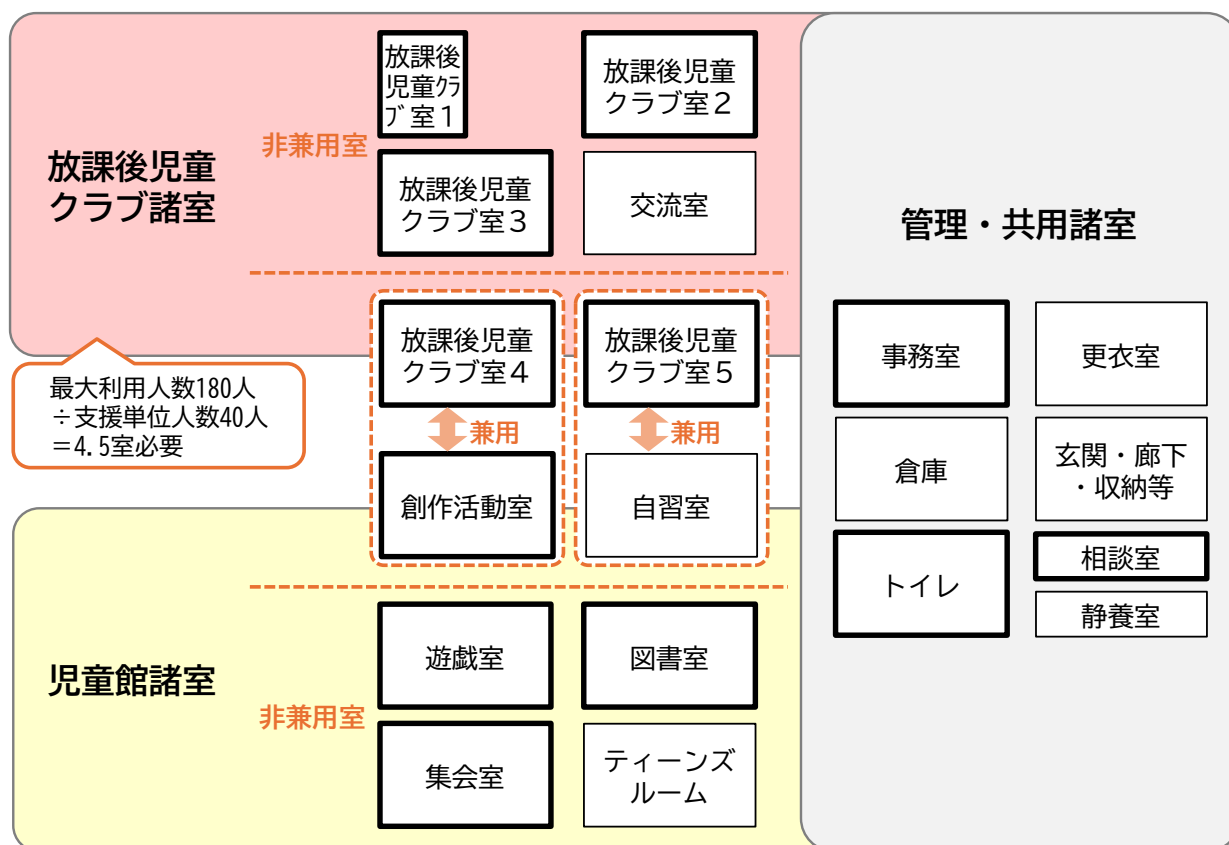 放課後児童
クラブ諸室
非兼用室
放課後
児童ｸﾗ
ﾌﾞ室1
放課後児童
クラブ室２
放課後児童
クラブ室３
交流室
放課後児童
クラブ室４
放課後児童
クラブ室５
兼用
兼用
最大利用人数180人
÷支援単位人数40人
＝4.5室必要
創作活動室
自習室
児童館諸室
非兼用室
遊戯室
図書室
集会室
ティーンズ
ルーム
管理・共用諸室
事務室
更衣室
倉庫
玄関・廊下
・収納等
トイレ
相談室
静養室